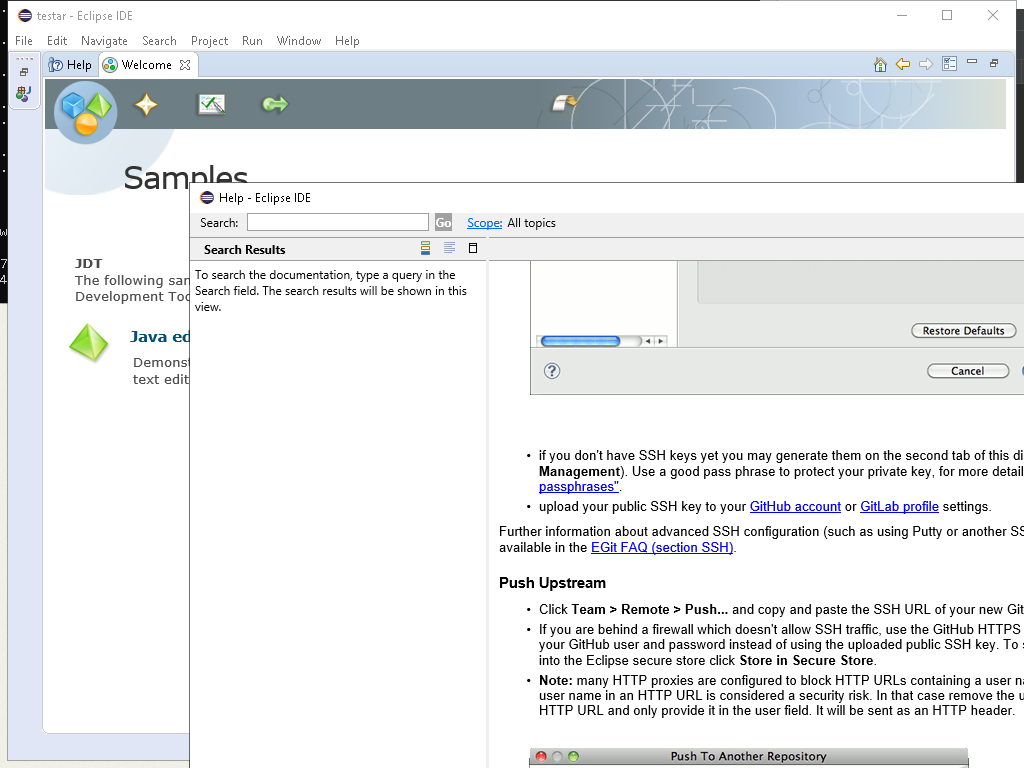 testar - Eclipse IDE
File Edit Navigate Search Project Run Window Help
Help Welcome
Samples
JDT
The following sam
Development Too
Java ed
Demonst
text edit
Help - Eclipse IDE
Search: Go Scope: All topics
Search Results
To search the documentation, type a query in the
Search field. The search results will be shown in this
view.
Restore Defaults
? Cancel
• if you don't have SSH keys yet you may generate them on the second tab of this di
Management). Use a good pass phrase to protect your private key, for more detail
passphrases".
• upload your public SSH key to your GitHub account or GitLab profile settings.
Further information about advanced SSH configuration (such as using Putty or another SS
available in the EGit FAQ (section SSH).
Push Upstream
• Click Team > Remote > Push... and copy and paste the SSH URL of your new Git
• If you are behind a firewall which doesn't allow SSH traffic, use the GitHub HTTPS
your GitHub user and password instead of using the uploaded public SSH key. To s
into the Eclipse secure store click Store in Secure Store.
• Note: many HTTP proxies are configured to block HTTP URLs containing a user na
user name in an HTTP URL is considered a security risk. In that case remove the u
HTTP URL and only provide it in the user field. It will be sent as an HTTP header.
Push To Another Repository